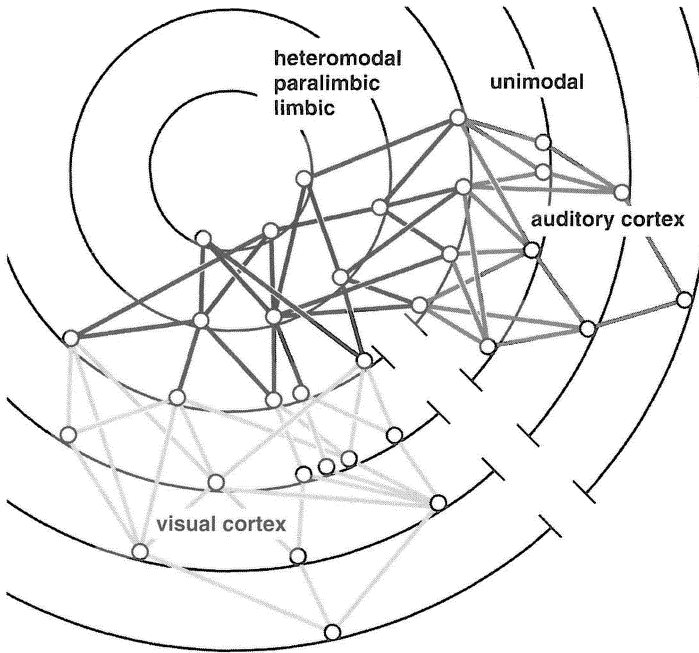 heteromodal
paralimbic
limbic
unimodal
auditory cortex
visual cortex